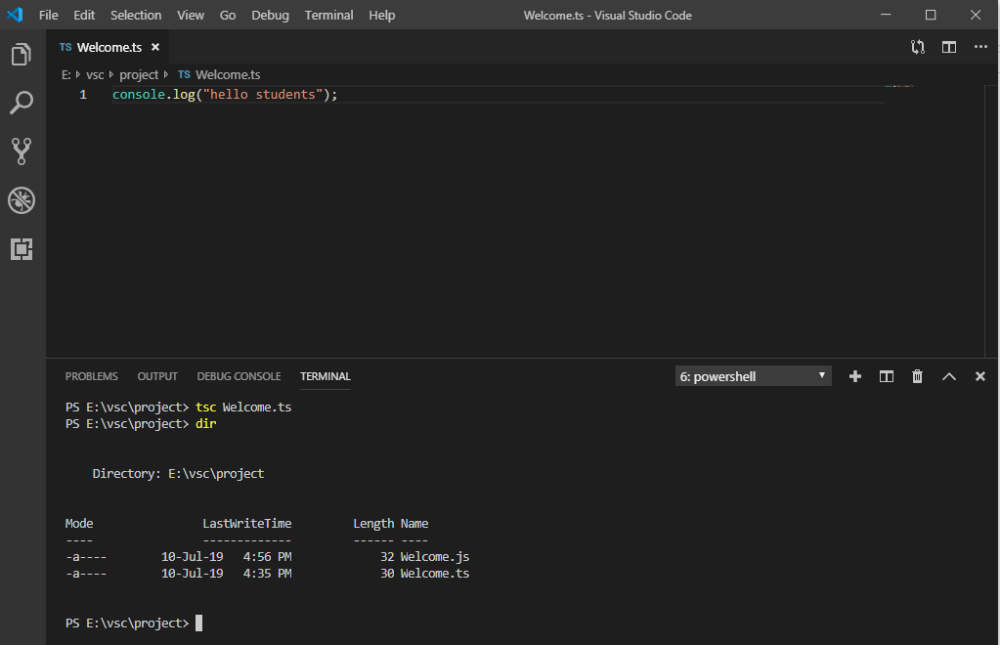 File Edit Selection View Go Debug Terminal Help Welcome.ts - Visual Studio Code
TS Welcome.ts
E: vsc project TS Welcome.ts
1 console.log("hello students");
PROBLEMS OUTPUT DEBUG CONSOLE TERMINAL 6: powershell
PS E:\vsc\project> tsc Welcome.ts
PS E:\vsc\project> dir
Directory: E:\vsc\project
Mode LastWriteTime Length Name
---- ------------- ------ ----
-a---- 10-Jul-19 4:56 PM 32 Welcome.js
-a---- 10-Jul-19 4:35 PM 30 Welcome.ts
PS E:\vsc\project>